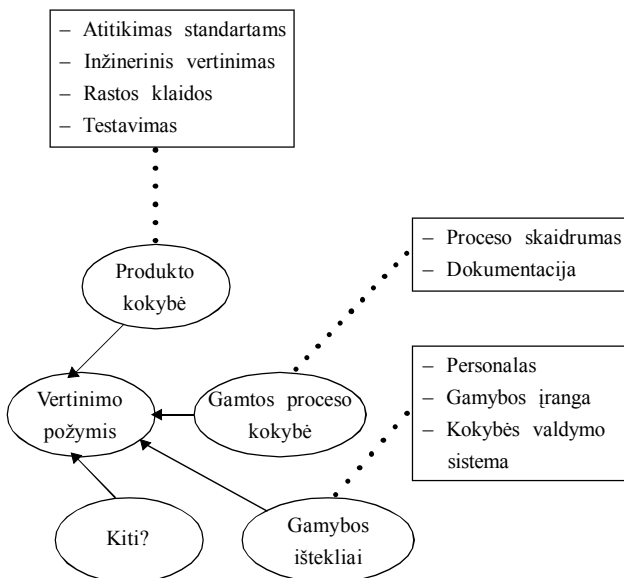 – Atitikimas standartams
– Inžinerinis vertinimas
– Rastos klaidos
– Testavimas
Produkto
kokybė
– Proceso skaidrumas
– Dokumentacija
Vertinimo
požymis
Gamtos proceso
kokybė
– Personalas
– Gamybos įranga
– Kokybės valdymo
sistema
Kiti?
Gamybos
ištekliai